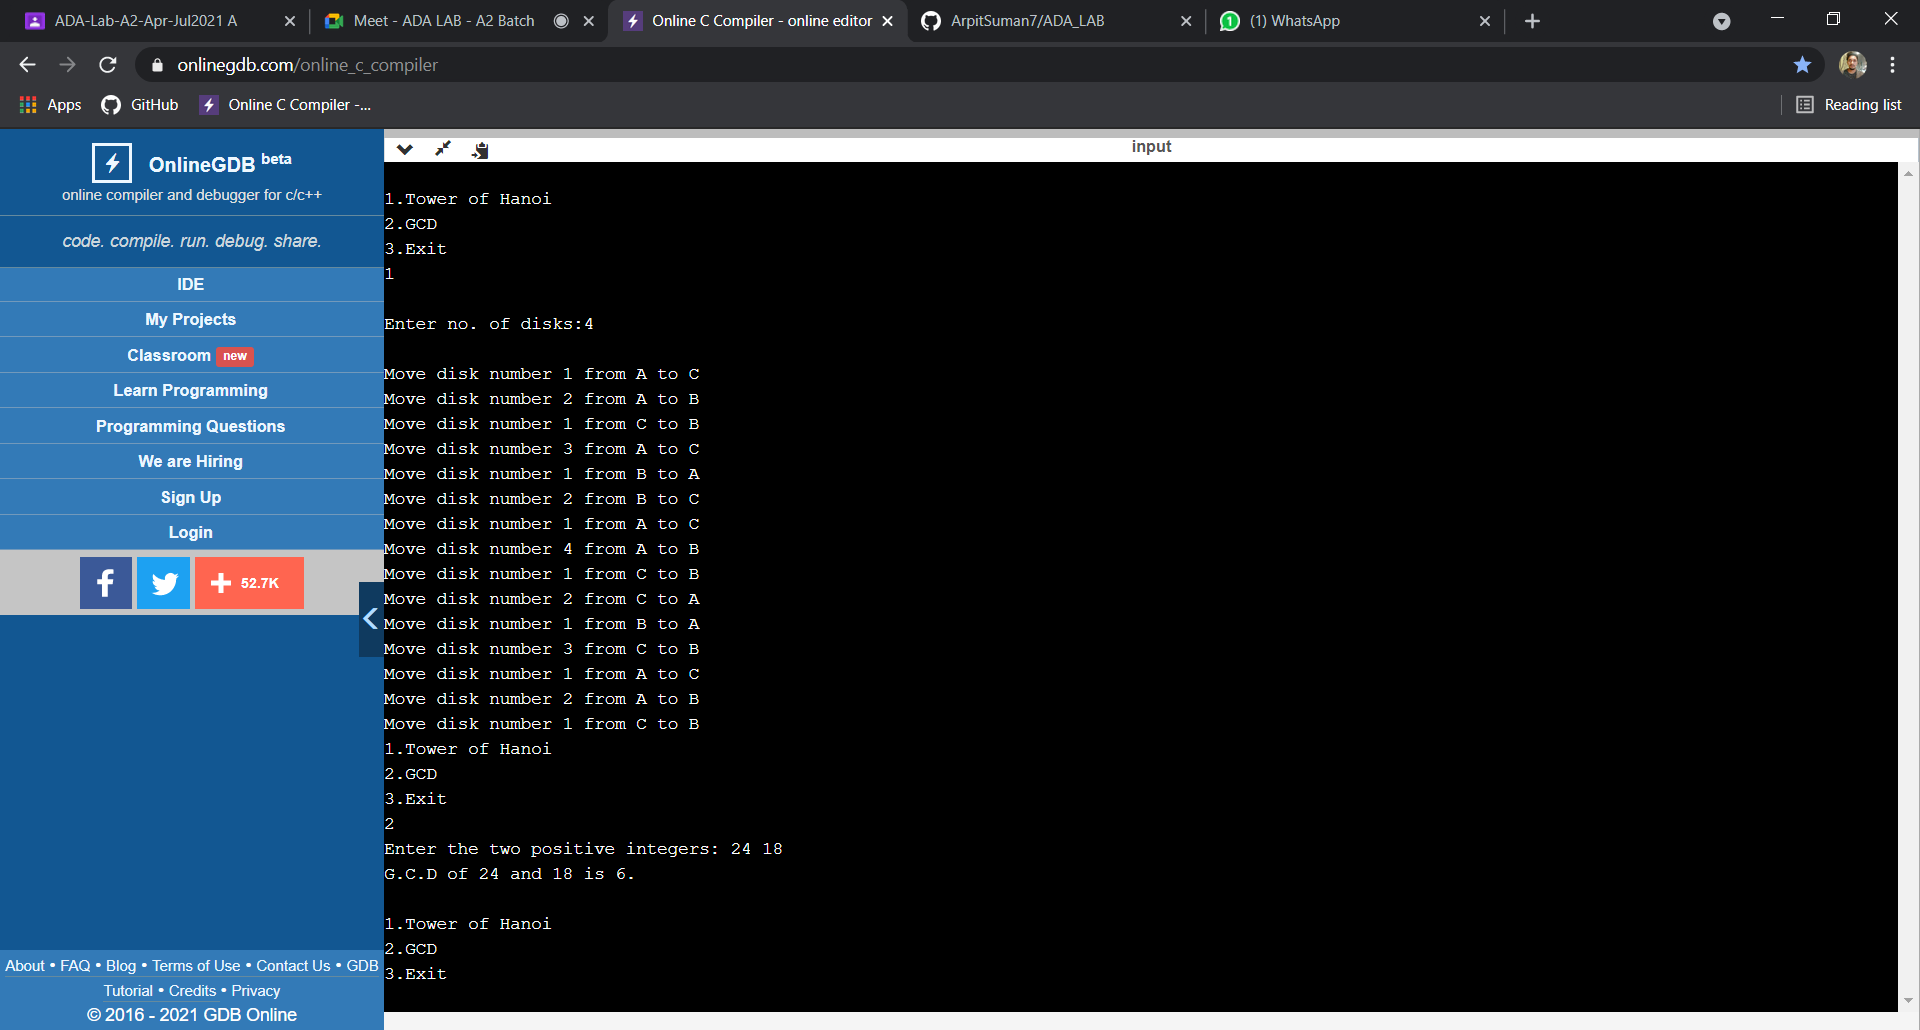 ADA-Lab-A2-Apr-Jul2021 A
Meet - ADA LAB - A2 Batch
Online C Compiler - online editor
ArpitSuman7/ADA_LAB
(1) WhatsApp
onlinegdb.com/online_c_compiler
Apps
GitHub
Online C Compiler -...
Reading list
OnlineGDB beta
online compiler and debugger for c/c++
code. compile. run. debug. share.
IDE
My Projects
Classroom new
Learn Programming
Programming Questions
We are Hiring
Sign Up
Login
52.7K
About • FAQ • Blog • Terms of Use • Contact Us • GDB
Tutorial • Credits • Privacy
© 2016 - 2021 GDB Online
input
1.Tower of Hanoi
2.GCD
3.Exit
1
Enter no. of disks:4
Move disk number 1 from A to C
Move disk number 2 from A to B
Move disk number 1 from C to B
Move disk number 3 from A to C
Move disk number 1 from B to A
Move disk number 2 from B to C
Move disk number 1 from A to C
Move disk number 4 from A to B
Move disk number 1 from C to B
Move disk number 2 from C to A
Move disk number 1 from B to A
Move disk number 3 from C to B
Move disk number 1 from A to C
Move disk number 2 from A to B
Move disk number 1 from C to B
1.Tower of Hanoi
2.GCD
3.Exit
2
Enter the two positive integers: 24 18
G.C.D of 24 and 18 is 6.
1.Tower of Hanoi
2.GCD
3.Exit